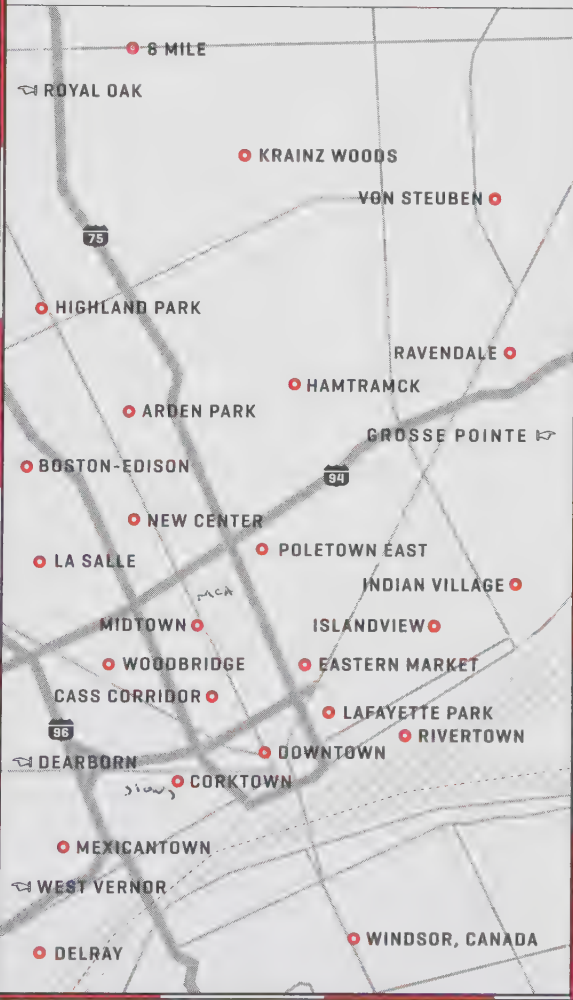 8 MILE
ROYAL OAK
KRAINZ WOODS
VON STEUBEN
75
HIGHLAND PARK
RAVENDALE
HAMTRAMCK
ARDEN PARK
GROSSE POINTE
BOSTON-EDISON
94
NEW CENTER
POLETOWN EAST
LA SALLE
INDIAN VILLAGE
MCA
MIDTOWN
ISLANDVIEW
WOODBRIDGE
EASTERN MARKET
CASS CORRIDOR
LAFAYETTE PARK
96
RIVERTOWN
DOWNTOWN
DEARBORN
CORKTOWN
MEXICANTOWN
WEST VERNOR
WINDSOR, CANADA
DELRAY